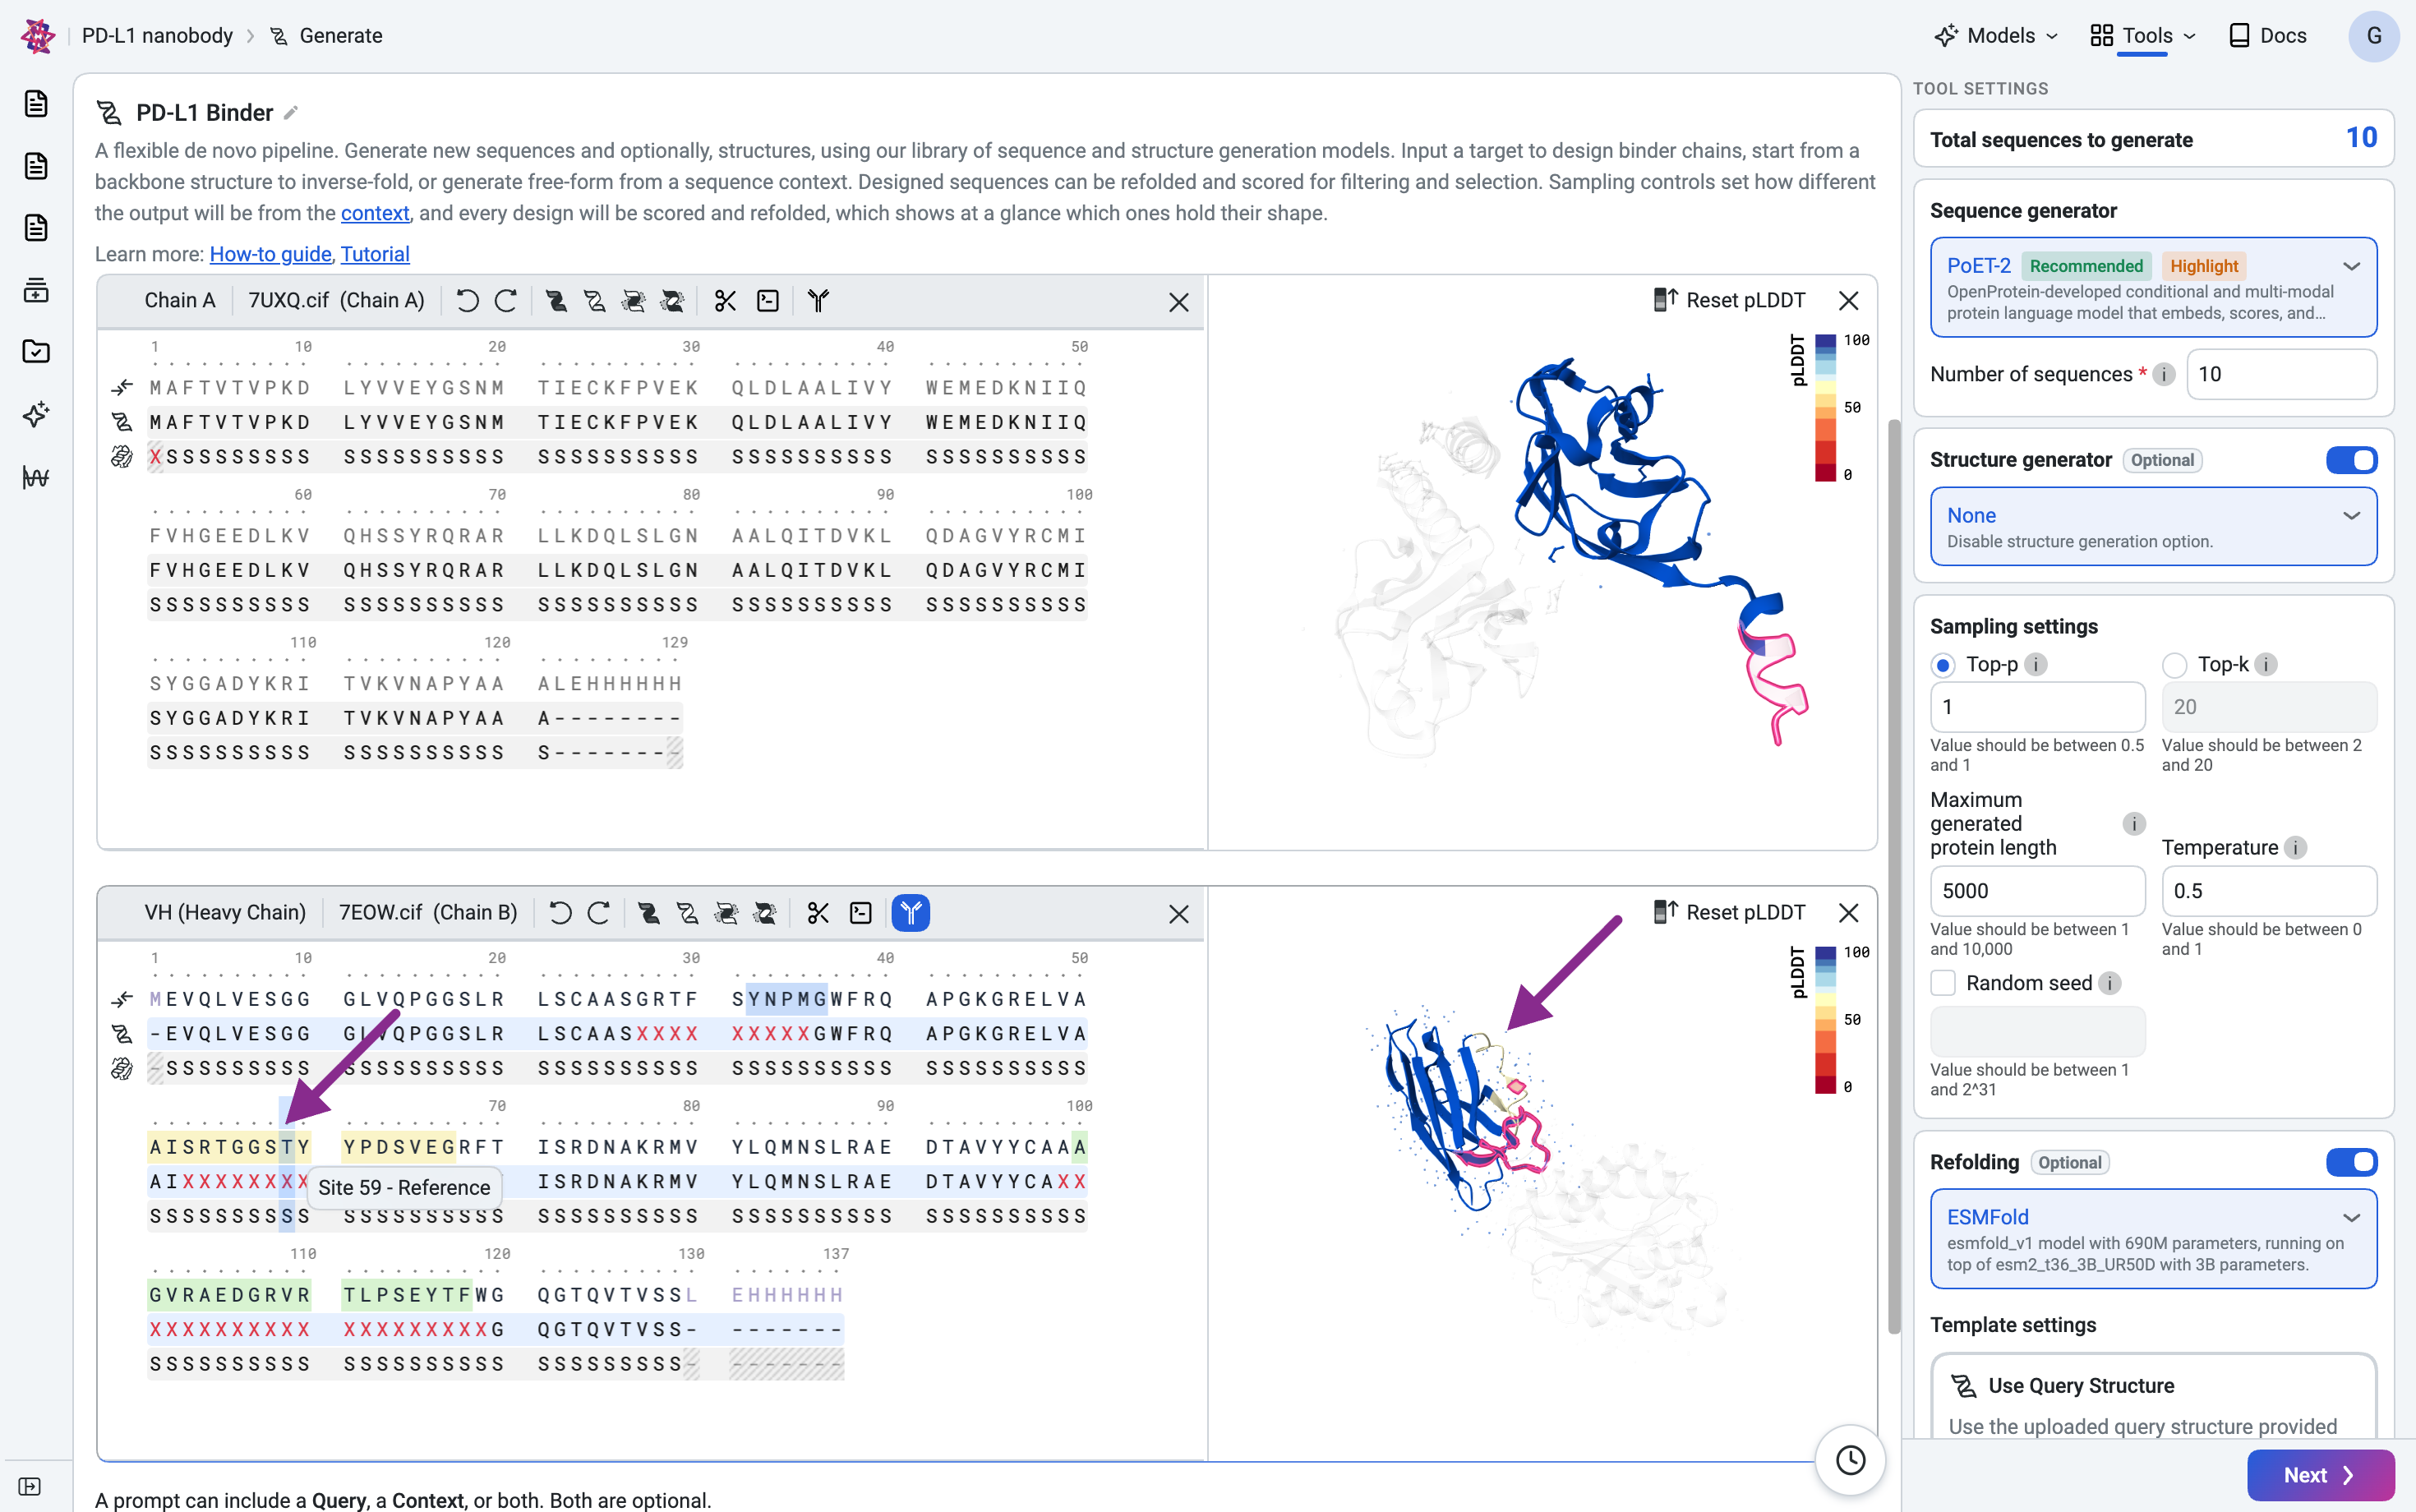 PD-L1 nanobody > Generate
Models
Tools
Docs
G
PD-L1 Binder
A flexible de novo pipeline. Generate new sequences and optionally, structures, using our library of sequence and structure generation models. Input a target to design binder chains, start from a
backbone structure to inverse-fold, or generate free-form from a sequence context. Designed sequences can be refolded and scored for filtering and selection. Sampling controls set how different
the output will be from the context, and every design will be scored and refolded, which shows at a glance which ones hold their shape.
Learn more: How-to guide, Tutorial
Chain A 7UXQ.cif (Chain A)
1 10 20 30 40 50
MAFTVTVPKD LYVVEYGSNM TIECKFPVEK QLDLAALIVY WEMEDKNIIQ
MAFTVTVPKD LYVVEYGSNM TIECKFPVEK QLDLAALIVY WEMEDKNIIQ
XSSSSSSSSS SSSSSSSSSS SSSSSSSSSS SSSSSSSSSS SSSSSSSSSS
60 70 80 90 100
FVHGEEDLKV QHSSYRQRAR LLKDQLSLGN AALQITDVKL QDAGVYRCMI
FVHGEEDLKV QHSSYRQRAR LLKDQLSLGN AALQITDVKL QDAGVYRCMI
SSSSSSSSSS SSSSSSSSSS SSSSSSSSSS SSSSSSSSSS SSSSSSSSSS
110 120 129
SYGGADYKRI TVKVNAPYAA ALEHHHHHH
SYGGADYKRI TVKVNAPYAA A--------
SSSSSSSSSS SSSSSSSSSS S--------
Reset pLDDT
pLDDT
100
50
0
VH (Heavy Chain) 7EOW.cif (Chain B)
1 10 20 30 40 50
MEVQLVESGG GLVQPGGSLR LSCAASGRTF SYNPMGWFRQ APGKGRELVA
-EVQLVESGG GLVQPGGSLR LSCAASXXXX XXXXXGWFRQ APGKGRELVA
-SSSSSSSSS SSSSSSSSSS SSSSSSSSSS SSSSSSSSSS SSSSSSSSSS
70 80 90 100
AISRTGGSTY YPDSVEGRFT ISRDNAKRMV YLQMNSLRAE DTAVYYCAAA
AIXXXXXXXX ISRDNAKRMV YLQMNSLRAE DTAVYYCAXX
Site 59 - Reference
SSSSSSSSSS SSSSSSSSSS SSSSSSSSSS SSSSSSSSSS SSSSSSSSSS
110 120 130 137
GVRAEDGRVR TLPSEYTFWG QGTQVTVSSL EHHHHHH
XXXXXXXXXX XXXXXXXXXG QGTQVTVSS- -------
SSSSSSSSSS SSSSSSSSSS SSSSSSSSS- -------
Reset pLDDT
pLDDT
100
50
0
A prompt can include a Query, a Context, or both. Both are optional.
TOOL SETTINGS
Total sequences to generate 10
Sequence generator
PoET-2 Recommended Highlight
OpenProtein-developed conditional and multi-modal
protein language model that embeds, scores, and...
Number of sequences * i 10
Structure generator Optional
None
Disable structure generation option.
Sampling settings
Top-p i Top-k i
1 20
Value should be between 0.5 and 1
Value should be between 2 and 20
Maximum generated protein length i
Temperature i
5000 0.5
Value should be between 1 and 10,000
Value should be between 0 and 1
Random seed i
Value should be between 1 and 2^31
Refolding Optional
ESMFold
esmfold_v1 model with 690M parameters, running on
top of esm2_t36_3B_UR50D with 3B parameters.
Template settings
Use Query Structure
Use the uploaded query structure provided
Next